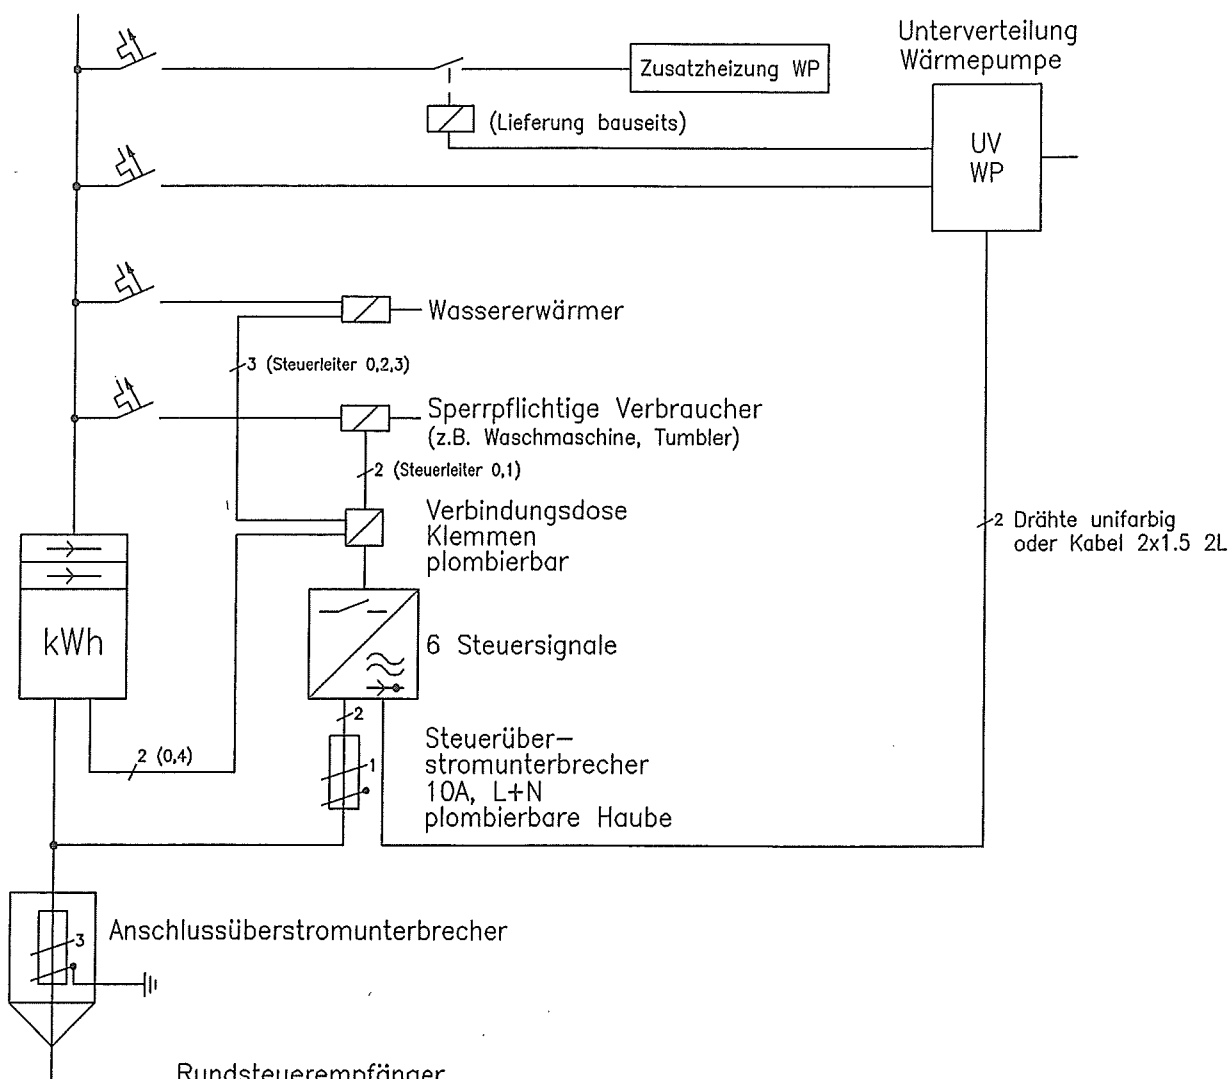 Unterverteilung
Wärmepumpe
Zusatzheizung WP
(Lieferung bauseits)
UV
WP
Wassererwärmer
3 (Steuerleiter 0,2,3)
Sperrpflichtige Verbraucher
(z.B. Waschmaschine, Tumbler)
2 (Steuerleiter 0,1)
Verbindungsdose
Klemmen
plombierbar
2 Drähte unifarbig
oder Kabel 2x1.5 2L
kWh
6 Steuersignale
2
2 (0,4)
Steuerüber-
stromunterbrecher
10A, L+N
plombierbare Haube
1
Anschlussüberstromunterbrecher
3
Rundsteuerempfänger